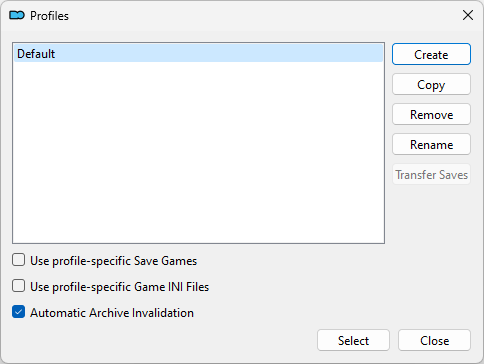 Profiles
Default
Create
Copy
Remove
Rename
Transfer Saves
Use profile-specific Save Games
Use profile-specific Game INI Files
Automatic Archive Invalidation
Select
Close